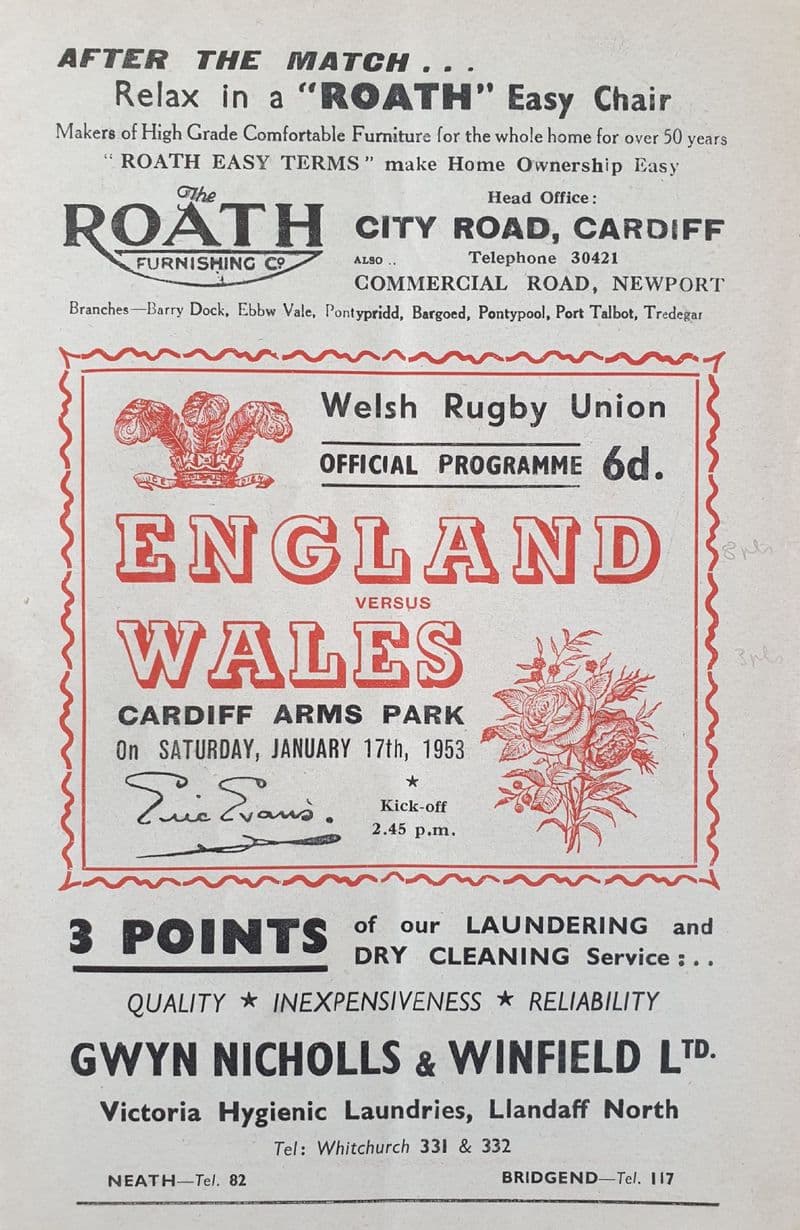 AFTER THE MATCH . . .
Relax in a "ROATH" Easy Chair
Makers of High Grade Comfortable Furniture for the whole home for over 50 years
"ROATH EASY TERMS" make Home Ownership Easy
The
ROATH
FURNISHING Co
Head Office:
CITY ROAD, CARDIFF
ALSO .. Telephone 30421
COMMERCIAL ROAD, NEWPORT
Branches—Barry Dock, Ebbw Vale, Pontypridd, Bargoed, Pontypool, Port Talbot, Tredegar
Welsh Rugby Union
OFFICIAL PROGRAMME 6d.
ENGLAND
8 pts
VERSUS
WALES
3 pts
CARDIFF ARMS PARK
On SATURDAY, JANUARY 17th, 1953
Eric Evans.
★
Kick-off
2.45 p.m.
3 POINTS
of our LAUNDERING and
DRY CLEANING Service : . .
QUALITY ★ INEXPENSIVENESS ★ RELIABILITY
GWYN NICHOLLS & WINFIELD LTD.
Victoria Hygienic Laundries, Llandaff North
Tel: Whitchurch 331 & 332
NEATH—Tel. 82
BRIDGEND—Tel. 117